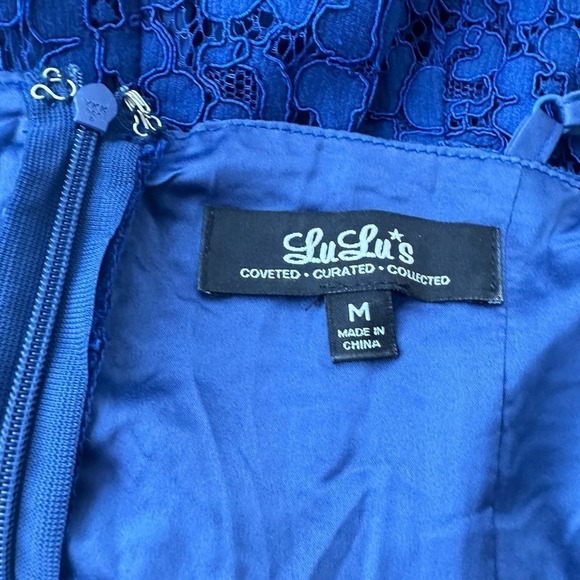 LuLu*s
COVETED • CURATED • COLLECTED
M
MADE IN
CHINA